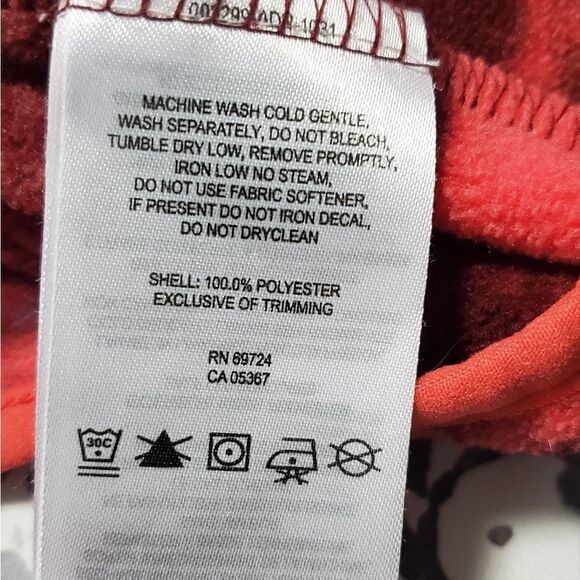 MACHINE WASH COLD GENTLE,
WASH SEPARATELY, DO NOT BLEACH,
TUMBLE DRY LOW, REMOVE PROMPTLY,
IRON LOW NO STEAM,
DO NOT USE FABRIC SOFTENER,
IF PRESENT DO NOT IRON DECAL,
DO NOT DRYCLEAN
SHELL: 100.0% POLYESTER
EXCLUSIVE OF TRIMMING
RN 69724
CA 05367
30C